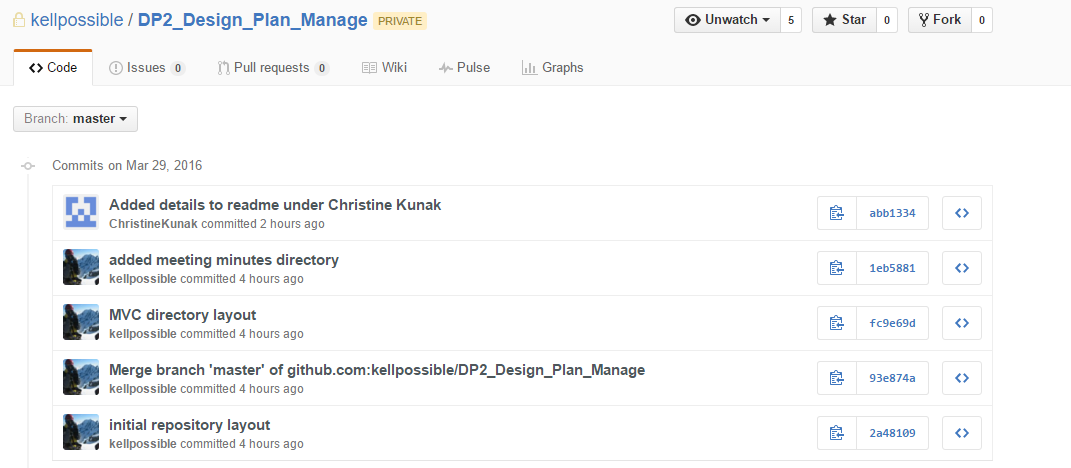 kellpossible / DP2_Design_Plan_Manage PRIVATE Unwatch 5 Star 0 Fork 0
Code Issues 0 Pull requests 0 Wiki Pulse Graphs
Branch: master
Commits on Mar 29, 2016
Added details to readme under Christine Kunak
ChristineKunak committed 2 hours ago
abb1334
added meeting minutes directory
kellpossible committed 4 hours ago
1eb5881
MVC directory layout
kellpossible committed 4 hours ago
fc9e69d
Merge branch 'master' of github.com:kellpossible/DP2_Design_Plan_Manage
kellpossible committed 4 hours ago
93e874a
initial repository layout
kellpossible committed 4 hours ago
2a48109